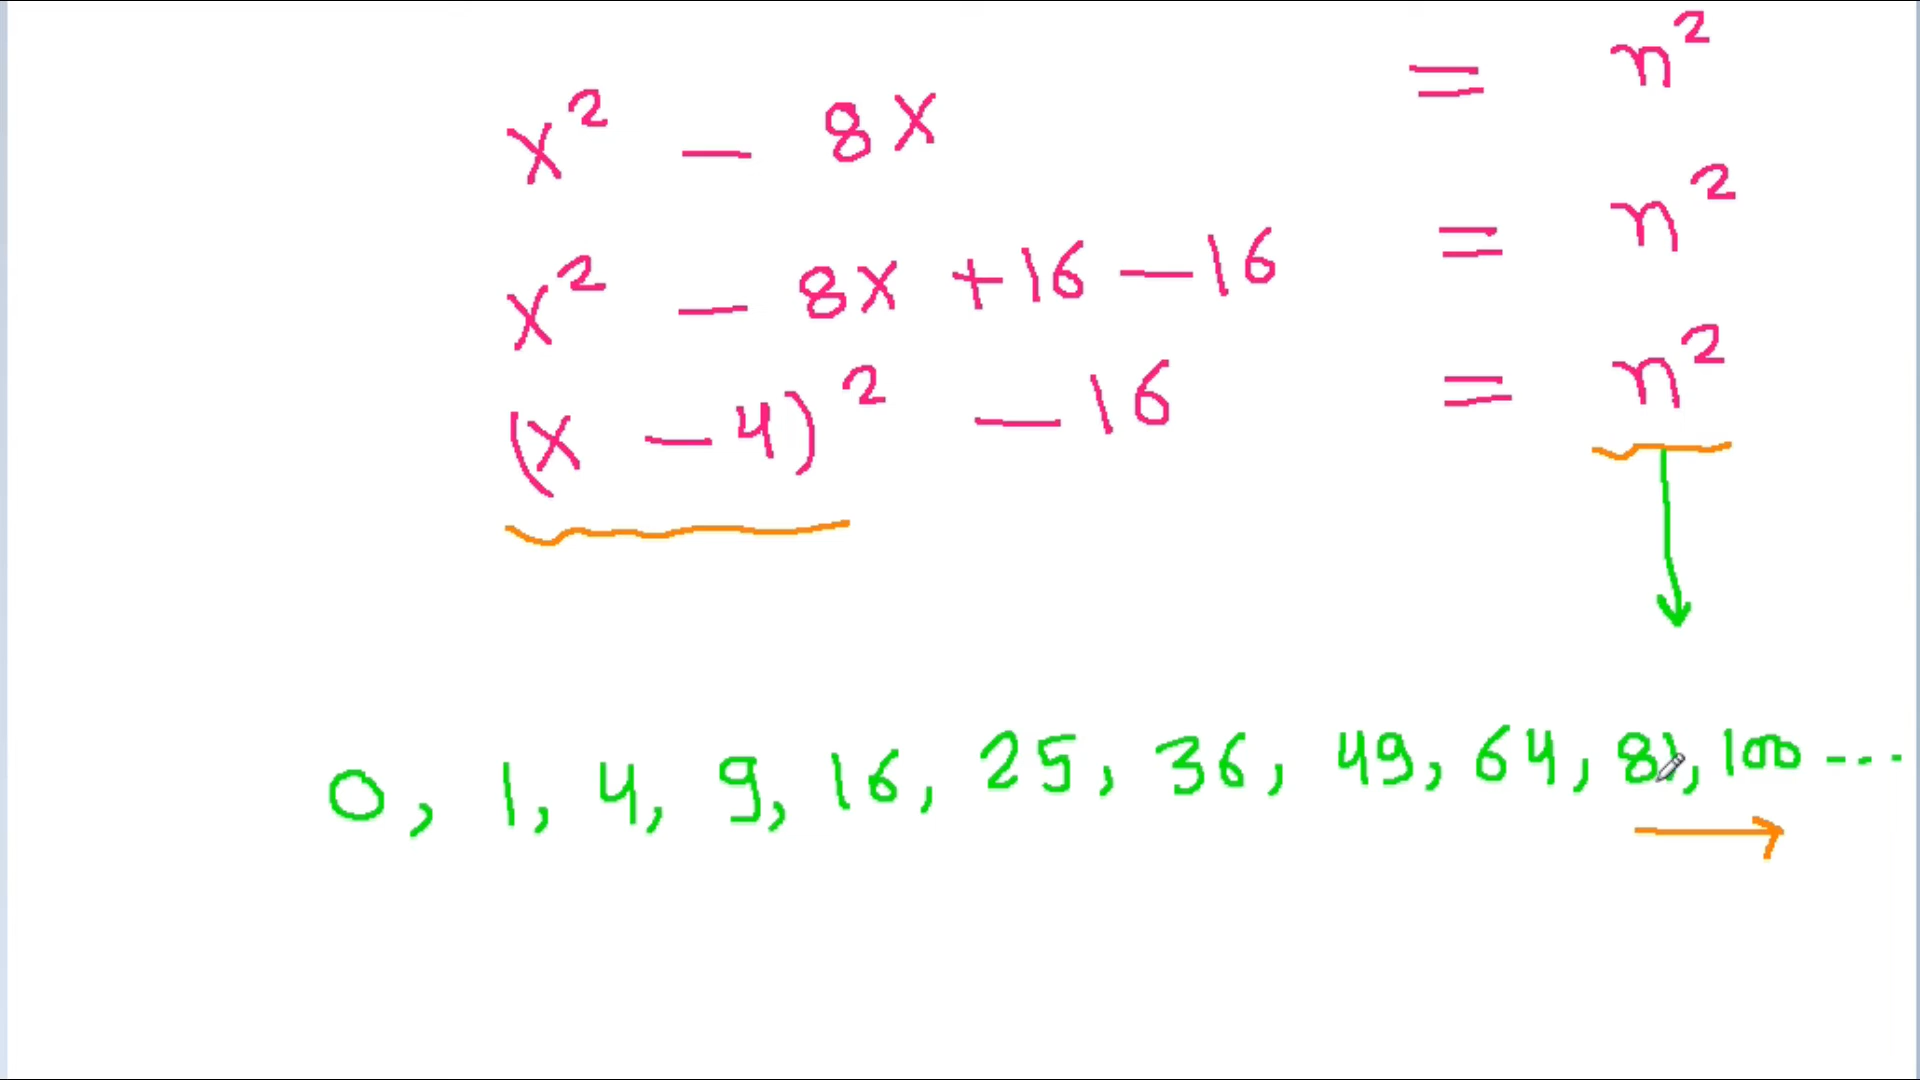 x² - 8x = n²
x² - 8x + 16 - 16 = n²
(x - 4)² - 16 = n²
0, 1, 4, 9, 16, 25, 36, 49, 64, 81, 100 ---